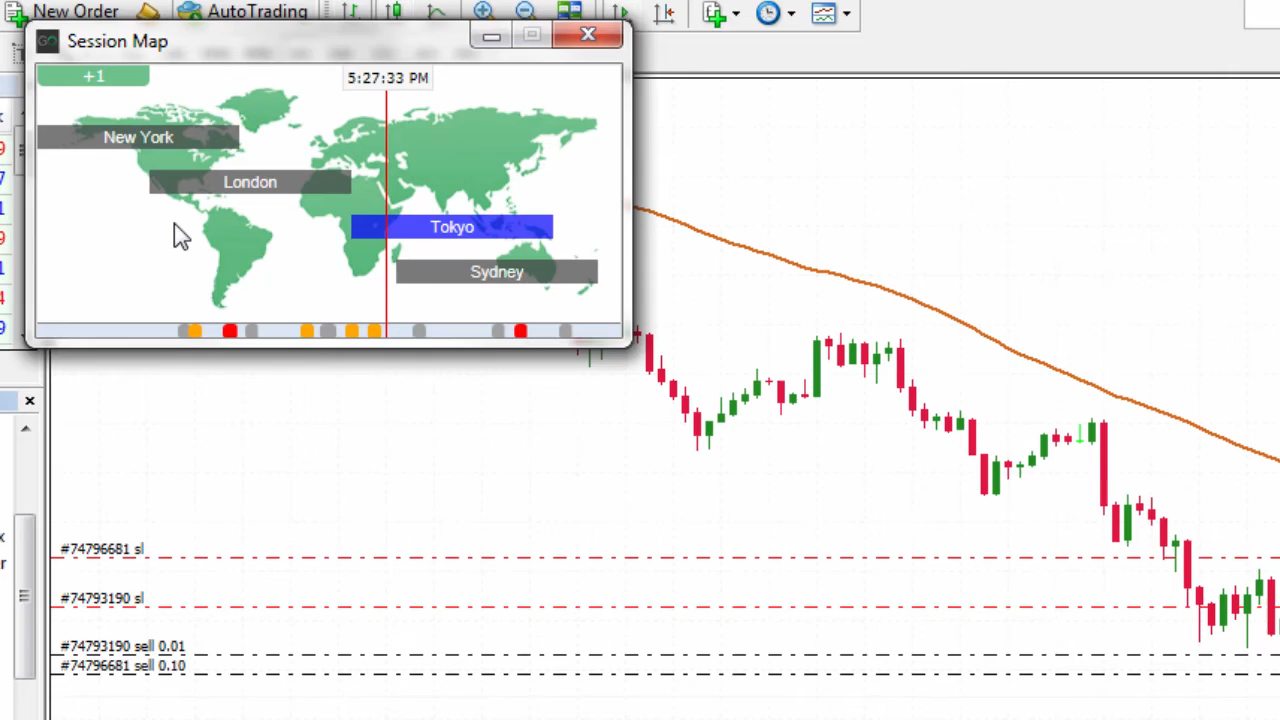 New Order
AutoTrading
GO
Session Map
+1
5:27:33 PM
New York
London
Tokyo
Sydney
#74796681 sl
#74793190 sl
#74793190 sell 0.01
#74796681 sell 0.10